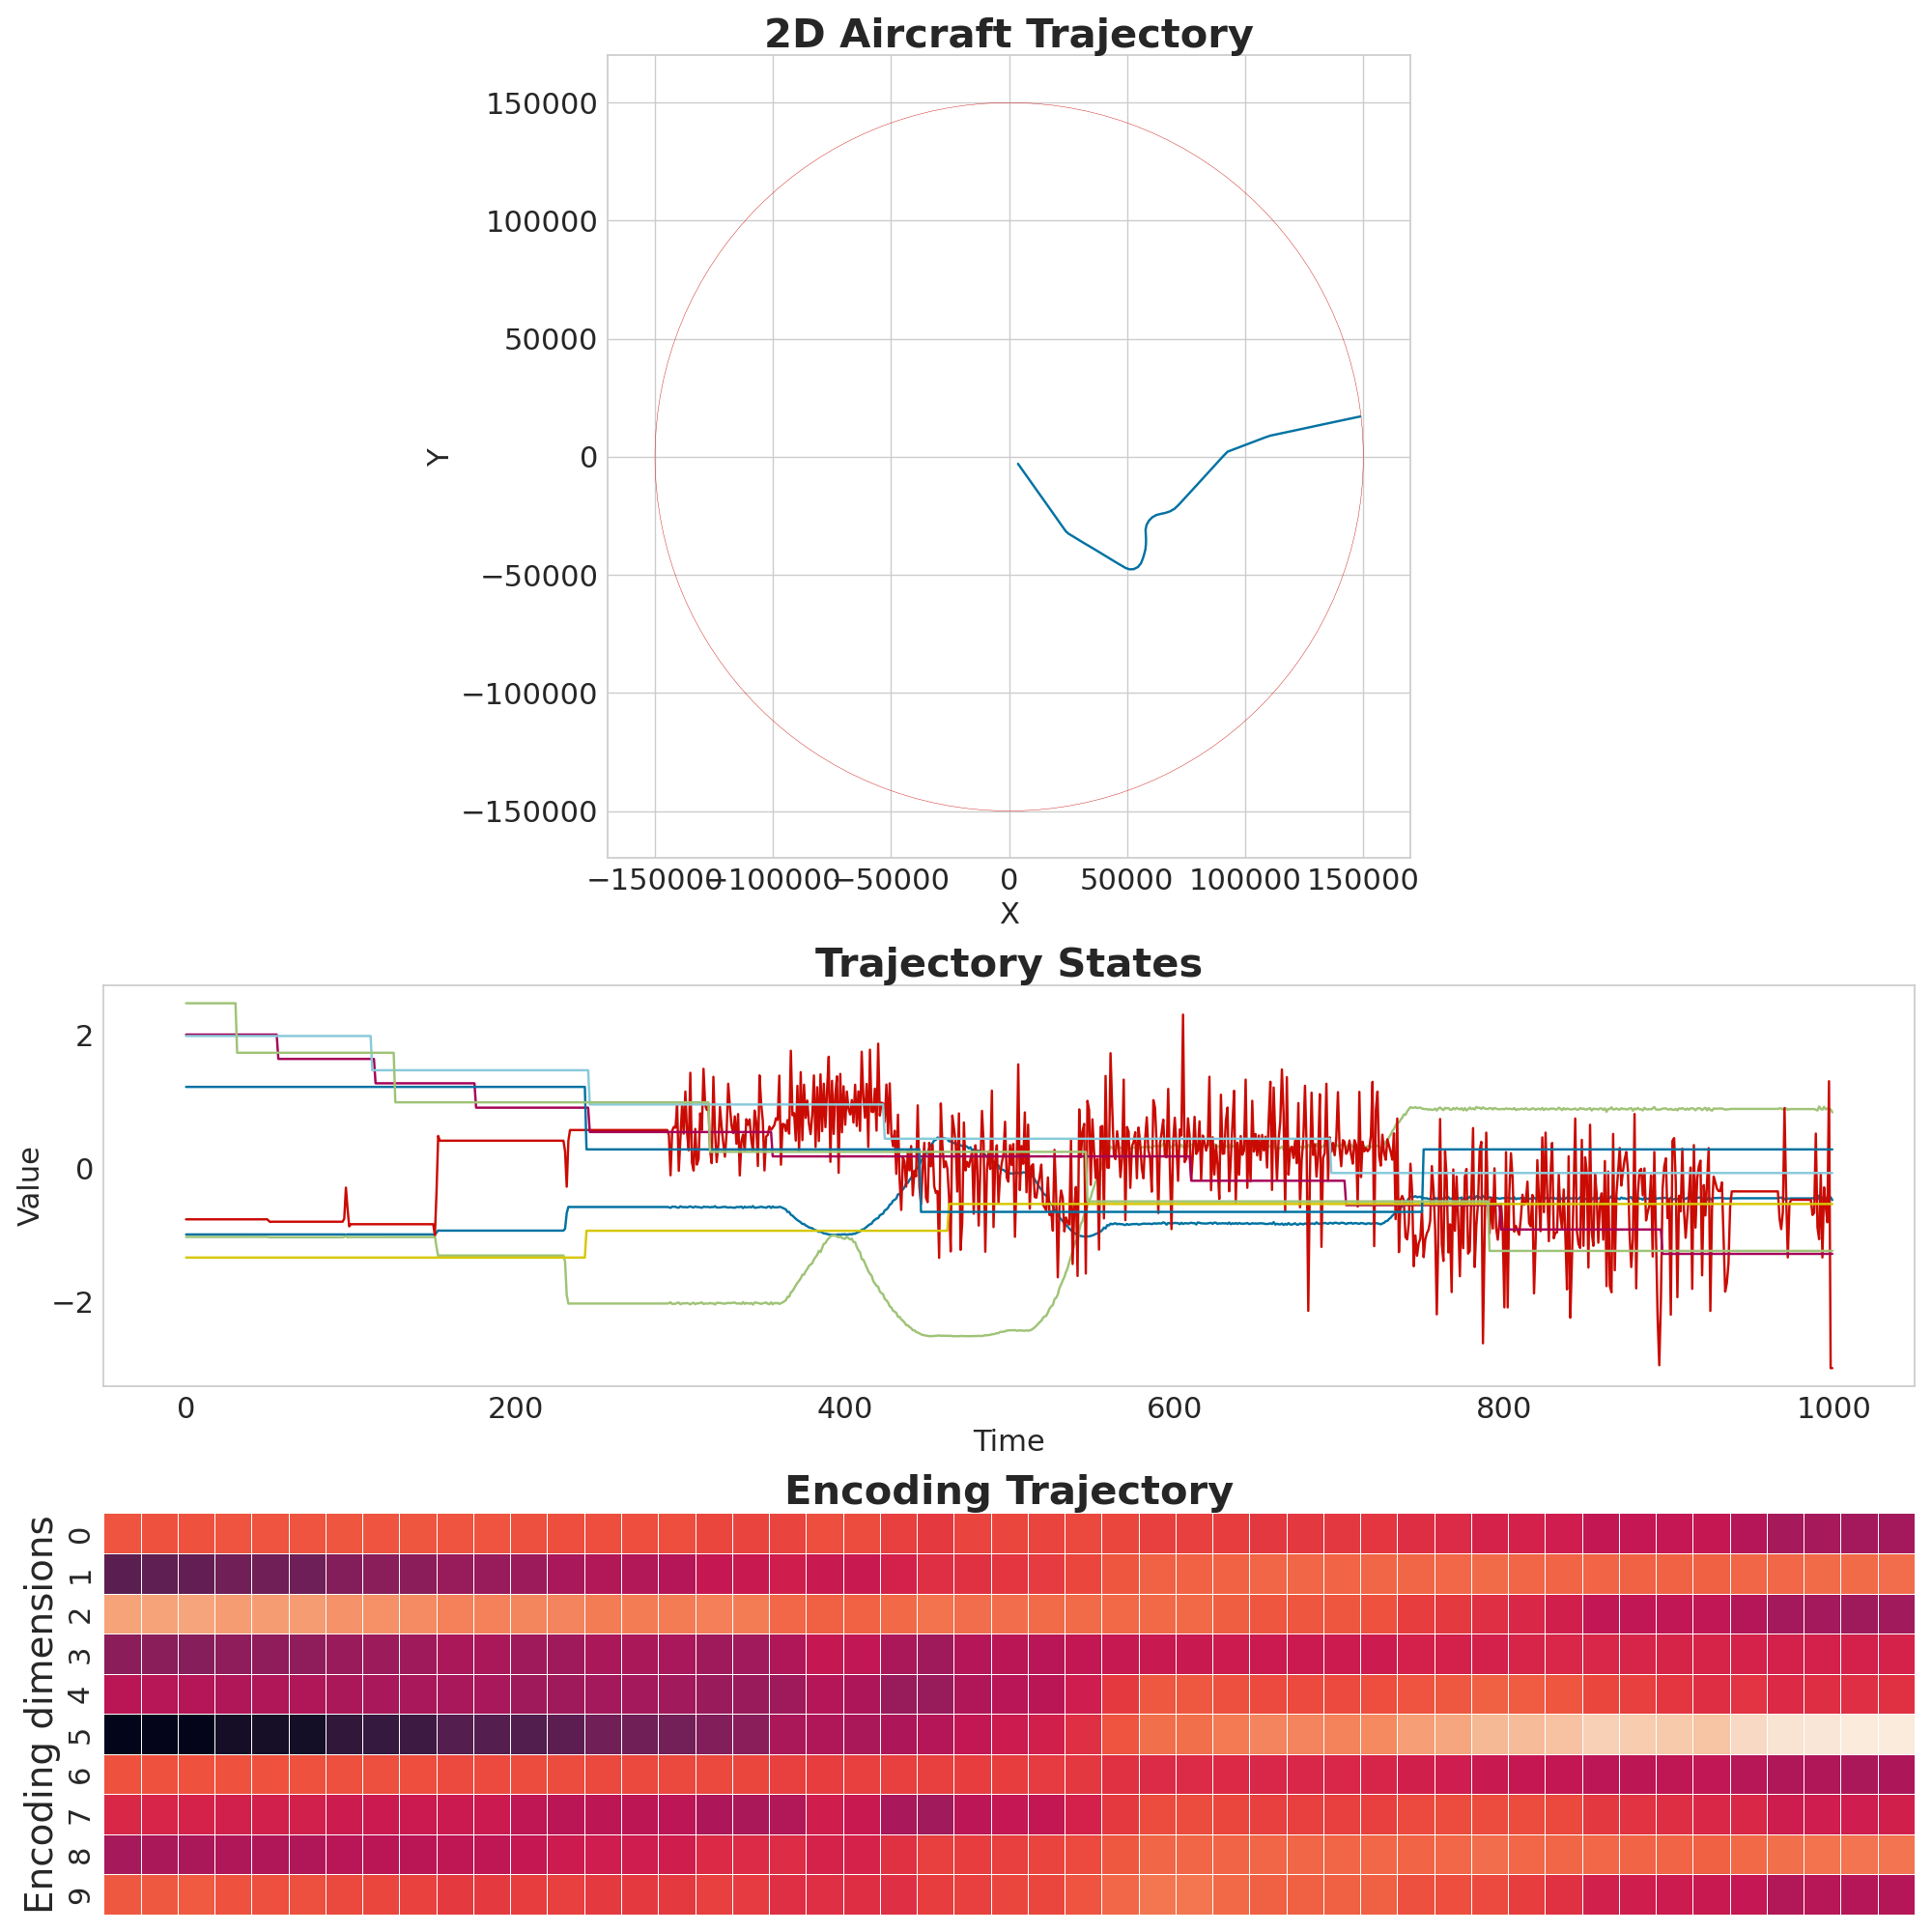 2D Aircraft Trajectory
150000
100000
50000
0
−50000
−100000
−150000
Y
−150000 −100000 −50000 0 50000 100000 150000
X
Trajectory States
2
0
−2
Value
0 200 400 600 800 1000
Time
Encoding Trajectory
Encoding dimensions
0
1
2
3
4
5
6
7
8
9